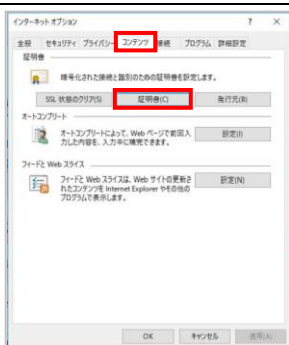 インターネット オプション ? ×
全般 セキュリティ プライバシー コンテンツ 接続 プログラム 詳細設定
証明書
暗号化された接続と識別のための証明書を設定します。
SSL 状態のクリア(S) 証明書(C) 発行元(B)
オートコンプリート
オートコンプリートによって、Web ページで前回入
力した内容を、入力中に補完できます。
設定(I)
フィードと Web スライス
フィードと Web スライスは、Web サイトの更新さ
れたコンテンツを Internet Explorer やその他の
プログラムで表示します。
設定(N)
OK キャンセル 適用(A)